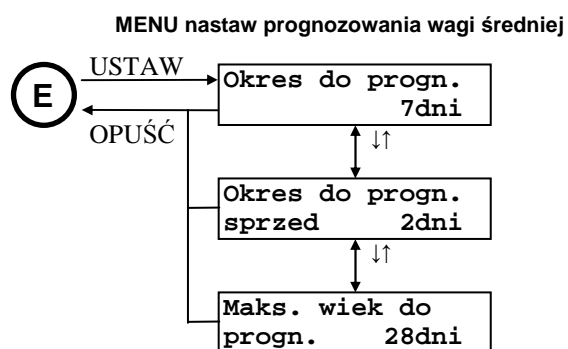 MENU nastaw prognozowania wagi średniej
USTAW
E
OPUŚĆ
Okres do progn.
7dni
↓↑
Okres do progn.
sprzed 2dni
↓↑
Maks. wiek do
progn. 28dni